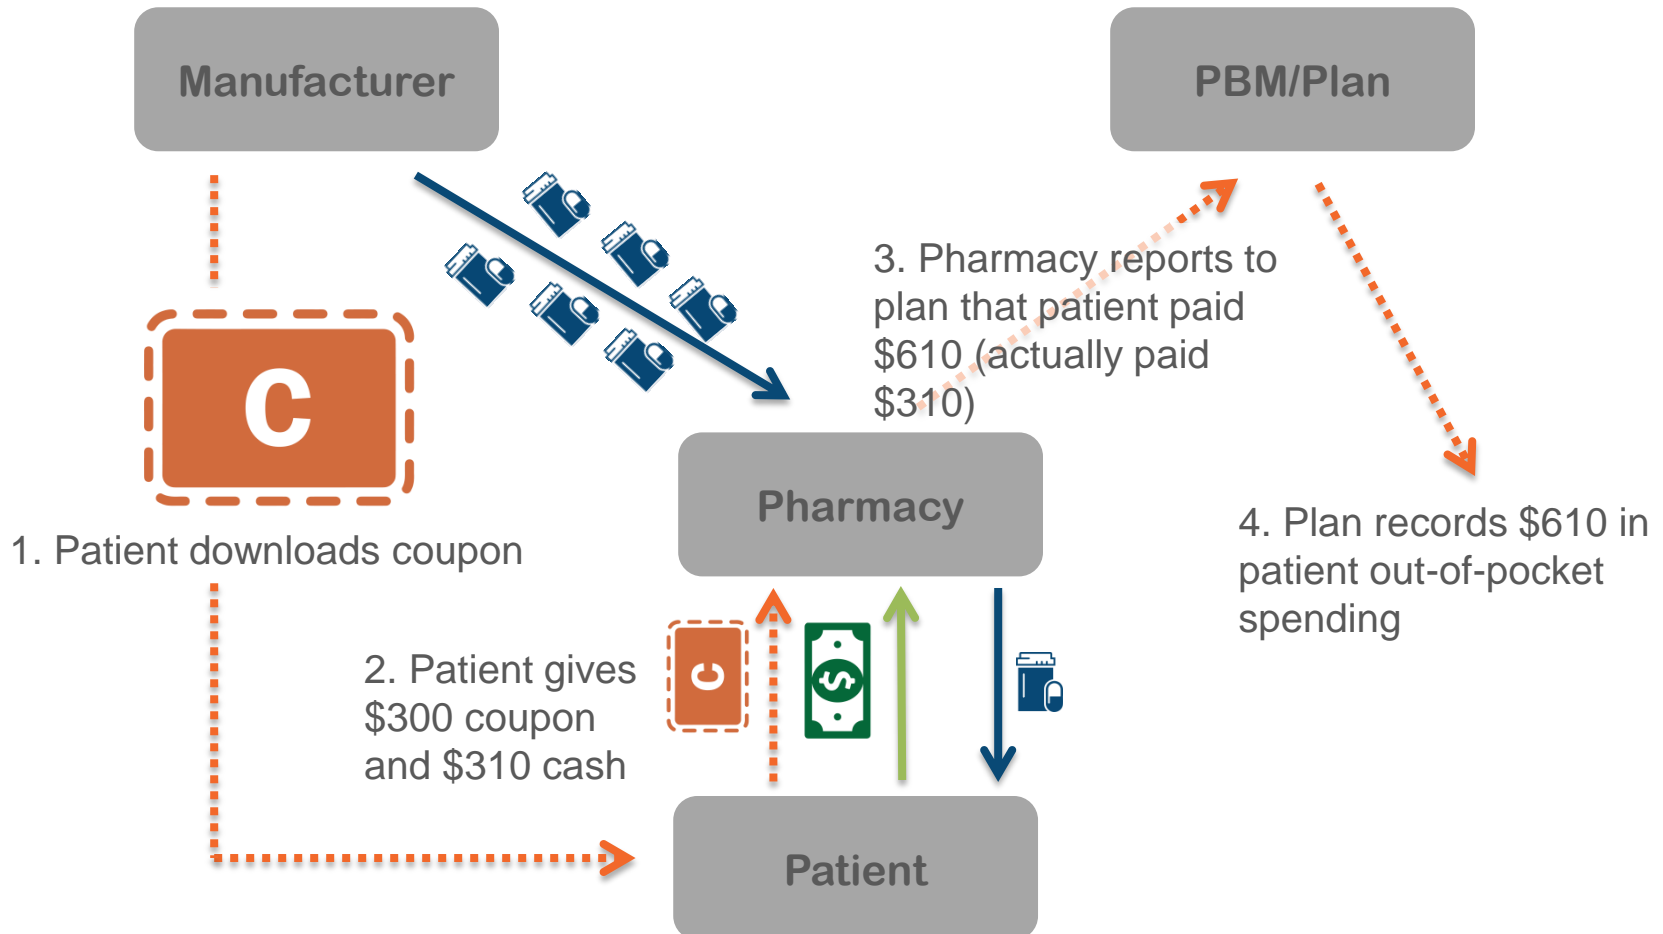 Manufacturer
PBM/Plan
3. Pharmacy reports to
plan that patient paid
$610 (actually paid
$310)
C
Pharmacy
1. Patient downloads coupon
4. Plan records $610 in
patient out-of-pocket
spending
2. Patient gives
$300 coupon
and $310 cash
C
$
Patient